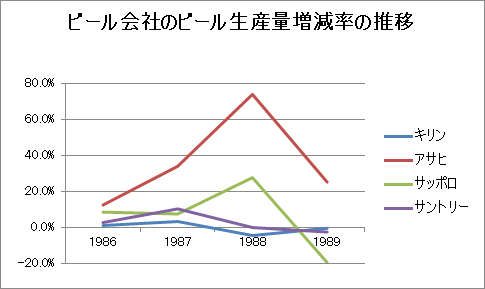 ビール会社のビール生産量増減率の推移
80.0%
60.0%
40.0%
20.0%
0.0%
-20.0%
1986 1987 1988 1989
キリン
アサヒ
サッポロ
サントリー